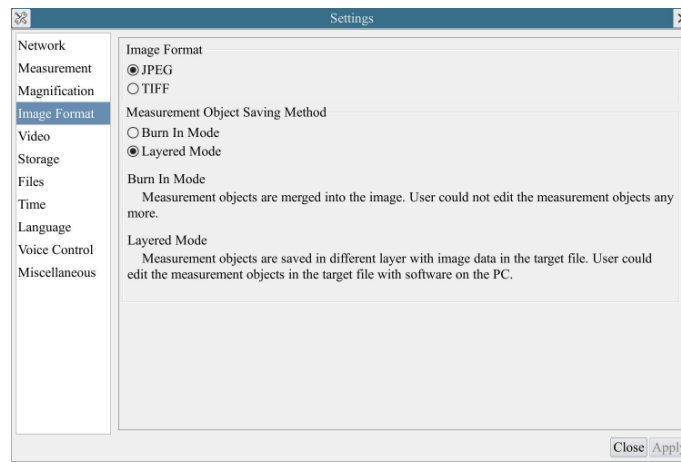 Settings
Network
Measurement
Magnification
Image Format
Video
Storage
Files
Time
Language
Voice Control
Miscellaneous
Image Format
JPEG
TIFF
Measurement Object Saving Method
Burn In Mode
Layered Mode
Burn In Mode
Measurement objects are merged into the image. User could not edit the measurement objects any
more.
Layered Mode
Measurement objects are saved in different layer with image data in the target file. User could
edit the measurement objects in the target file with software on the PC.
Close
Apply